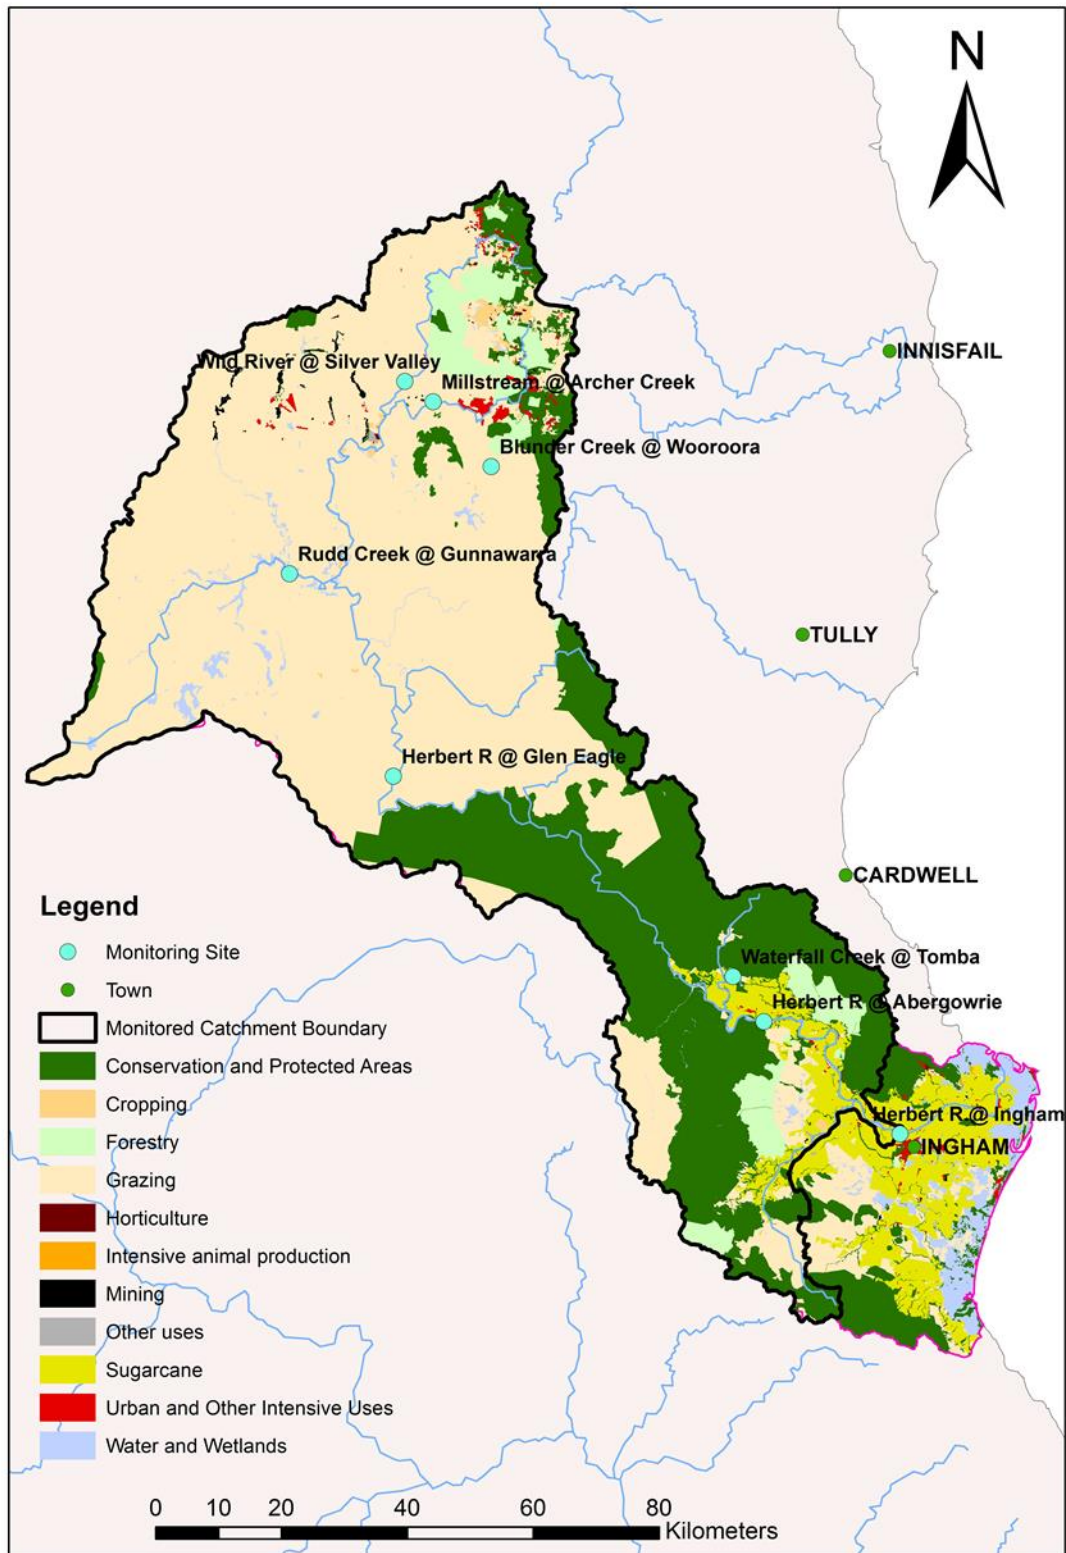 N
INNISFAIL
Wild River @ Silver Valley
Millstream @ Archer Creek
Blunder Creek @ Wooroora
Rudd Creek @ Gunnawarra
TULLY
Herbert R @ Glen Eagle
CARDWELL
Waterfall Creek @ Tomba
Herbert R @ Abergowrie
Herbert R @ Ingham
INGHAM
Legend
Monitoring Site
Town
Monitored Catchment Boundary
Conservation and Protected Areas
Cropping
Forestry
Grazing
Horticulture
Intensive animal production
Mining
Other uses
Sugarcane
Urban and Other Intensive Uses
Water and Wetlands
0 10 20 40 60 80
Kilometers